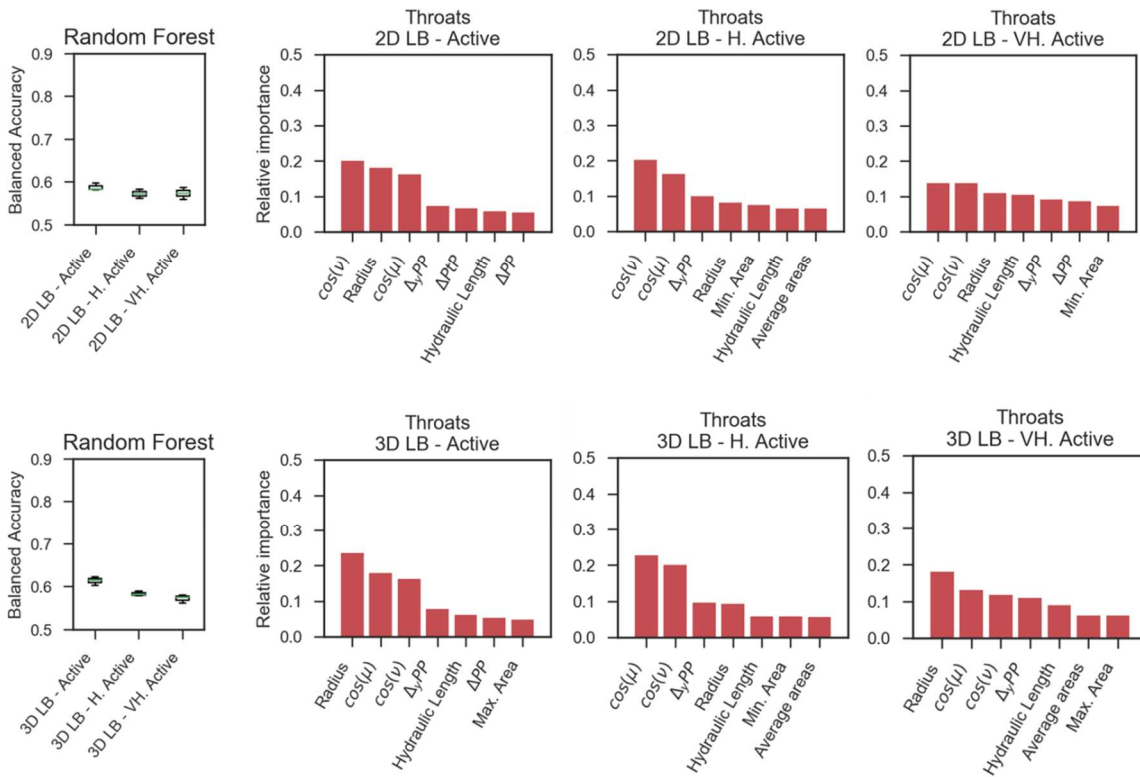 Random Forest
Balanced Accuracy
0.9
0.8
0.7
0.6
0.5
2D LB - Active
2D LB - H. Active
2D LB - VH. Active
Throats
2D LB - Active
Relative importance
0.5
0.4
0.3
0.2
0.1
0.0
cos(ν)
Radius
cos(μ)
ΔyPP
ΔPtP
Hydraulic Length
ΔPP
Throats
2D LB - H. Active
0.5
0.4
0.3
0.2
0.1
0.0
cos(ν)
cos(μ)
ΔyPP
Radius
Min. Area
Hydraulic Length
Average areas
Throats
2D LB - VH. Active
0.5
0.4
0.3
0.2
0.1
0.0
cos(μ)
cos(ν)
Radius
Hydraulic Length
ΔyPP
ΔPP
Min. Area
Random Forest
Balanced Accuracy
0.9
0.8
0.7
0.6
0.5
3D LB - Active
3D LB - H. Active
3D LB - VH. Active
Throats
3D LB - Active
Relative importance
0.5
0.4
0.3
0.2
0.1
0.0
Radius
cos(μ)
cos(ν)
ΔyPP
Hydraulic Length
ΔPP
Max. Area
Throats
3D LB - H. Active
0.5
0.4
0.3
0.2
0.1
0.0
cos(μ)
cos(ν)
ΔyPP
Radius
Hydraulic Length
Min. Area
Average areas
Throats
3D LB - VH. Active
0.5
0.4
0.3
0.2
0.1
0.0
Radius
cos(μ)
cos(ν)
ΔyPP
Hydraulic Length
Average areas
Max. Area